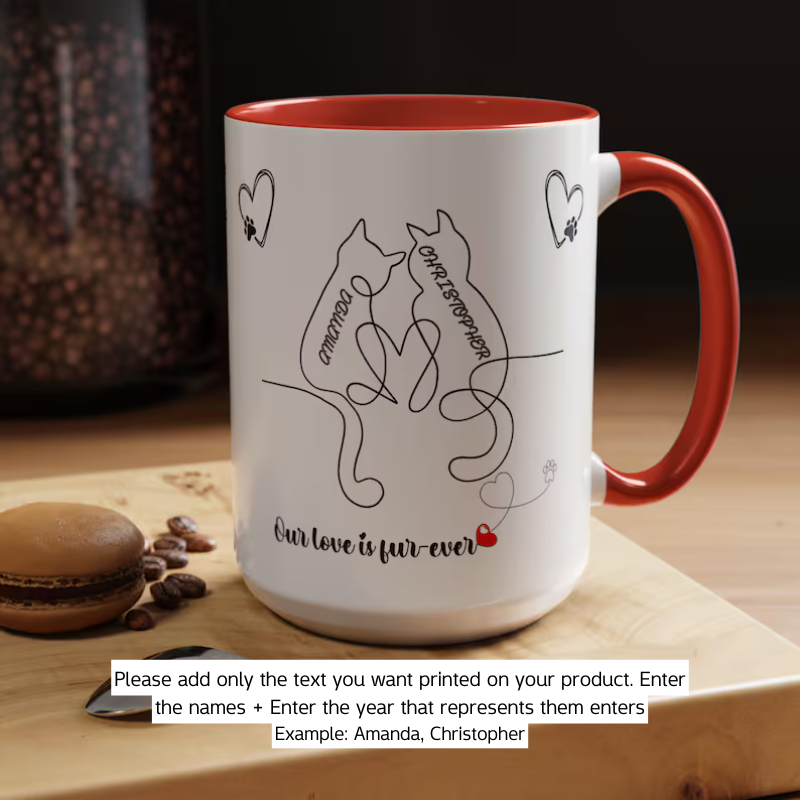 AMANDA
CHRISTOPHER
Our love is fur-ever
Please add only the text you want printed on your product. Enter
the names + Enter the year that represents them enters
Example: Amanda, Christopher